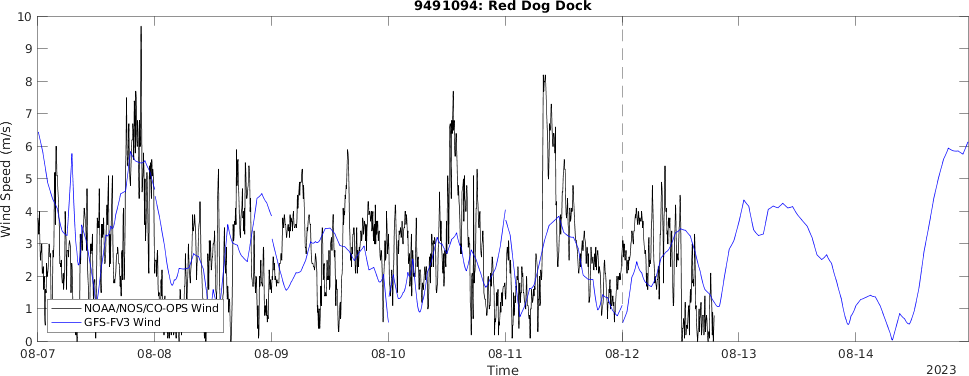 9491094: Red Dog Dock
Wind Speed (m/s)
10
9
8
7
6
5
4
3
2
1
0
NOAA/NOS/CO-OPS Wind
GFS-FV3 Wind
08-07 08-08 08-09 08-10 08-11 08-12 08-13 08-14
Time
2023